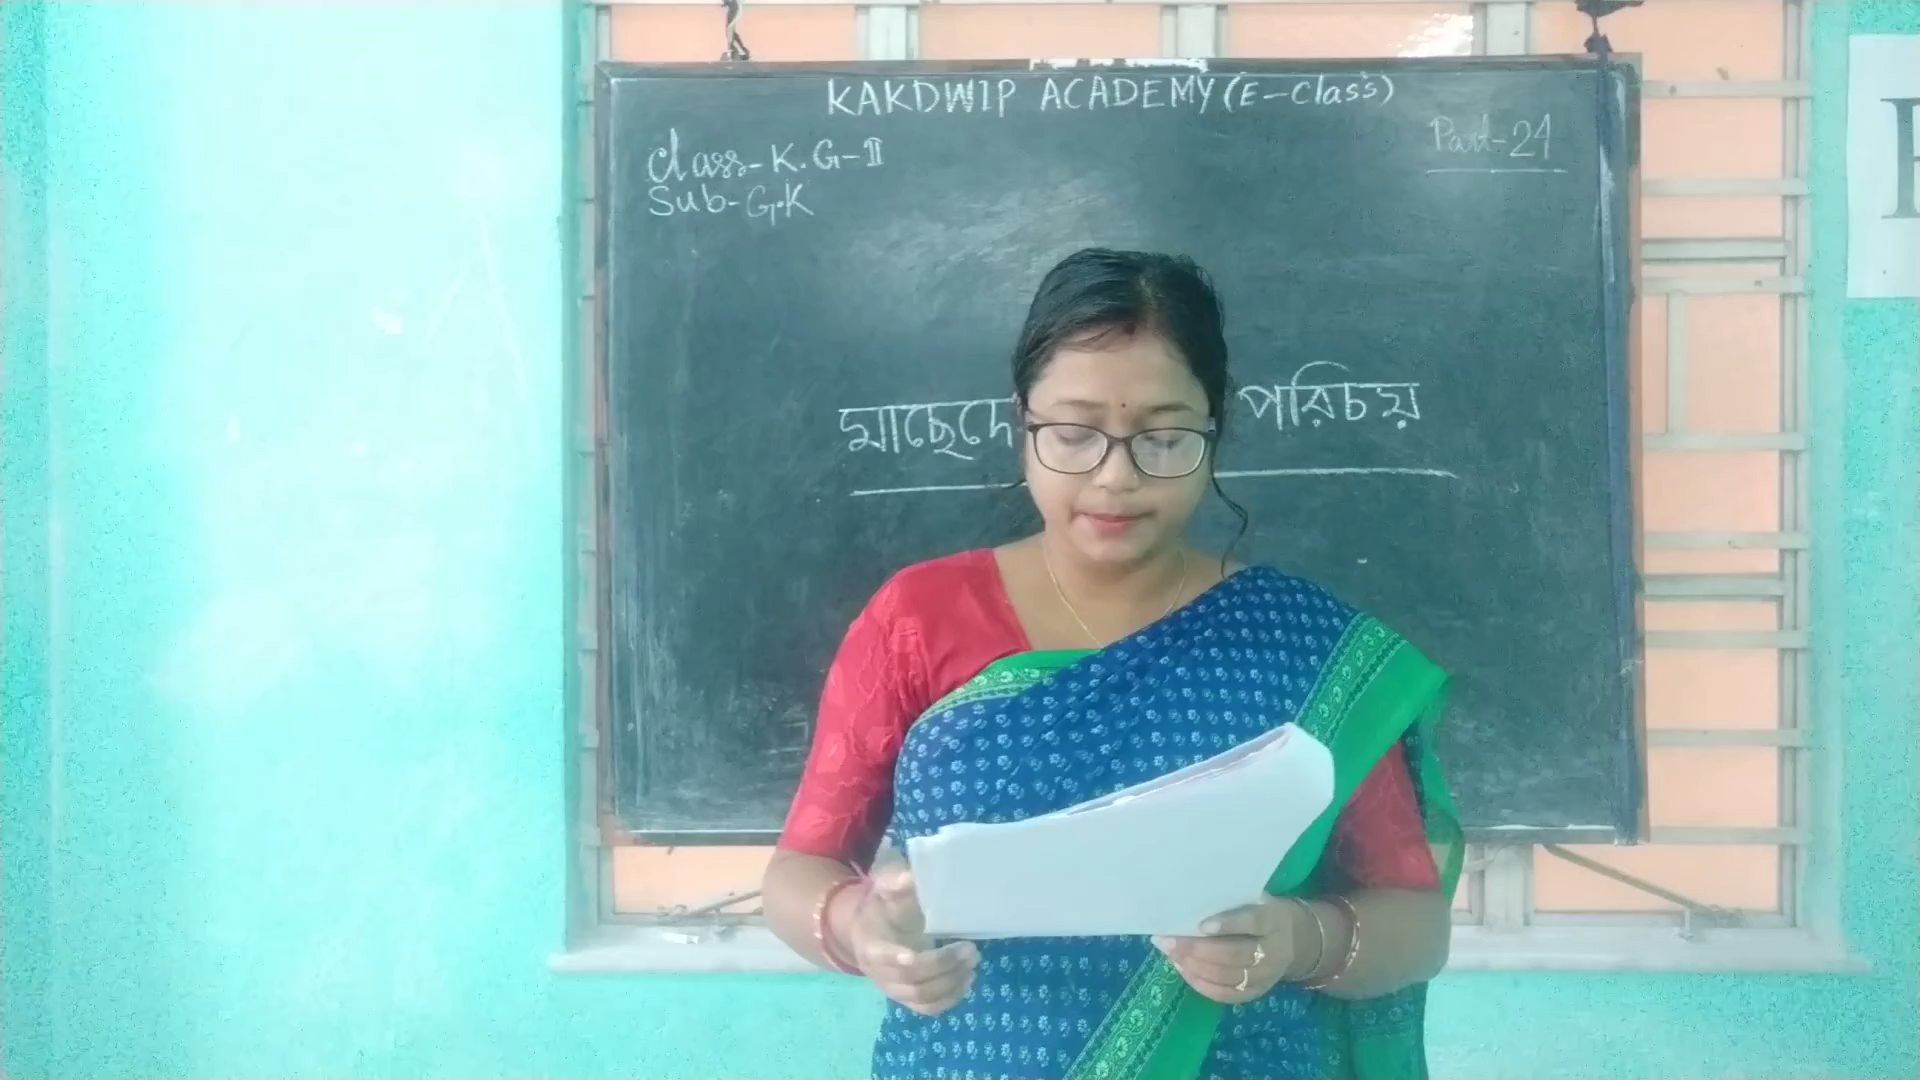 KAKDWIP ACADEMY (E-Class)
Part-24
Class-K.G-II
Sub-G.K
মাছেদে পরিচয়